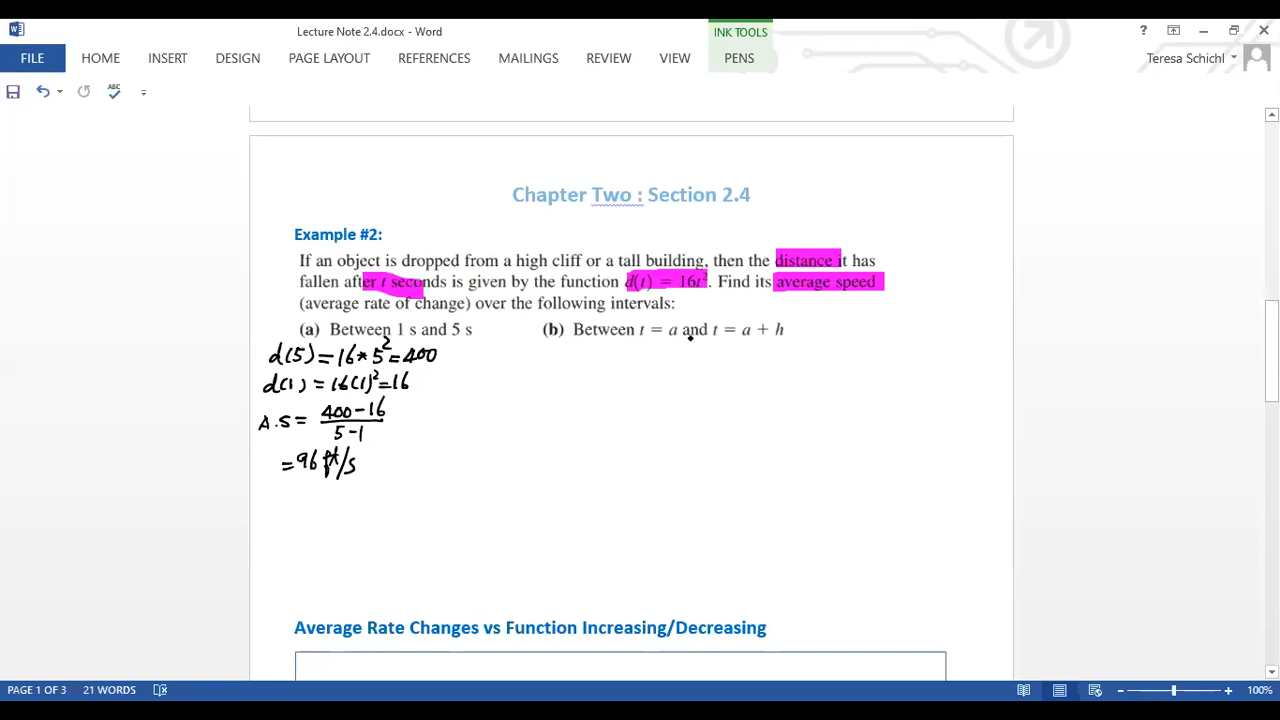 Lecture Note 2.4.docx - Word
INK TOOLS
?
FILE HOME INSERT DESIGN PAGE LAYOUT REFERENCES MAILINGS REVIEW VIEW PENS Teresa Schichl
ABC
Chapter Two : Section 2.4
Example #2:
If an object is dropped from a high cliff or a tall building, then the distance it has
fallen after t seconds is given by the function d(t) = 16t². Find its average speed
(average rate of change) over the following intervals:
(a) Between 1 s and 5 s (b) Between t = a and t = a + h
d(5) = 16 * 5² = 400
d(1) = 16(1)² = 16
A.S = 400-16
5-1
= 96 ft/s
Average Rate Changes vs Function Increasing/Decreasing
PAGE 1 OF 3 21 WORDS 100%